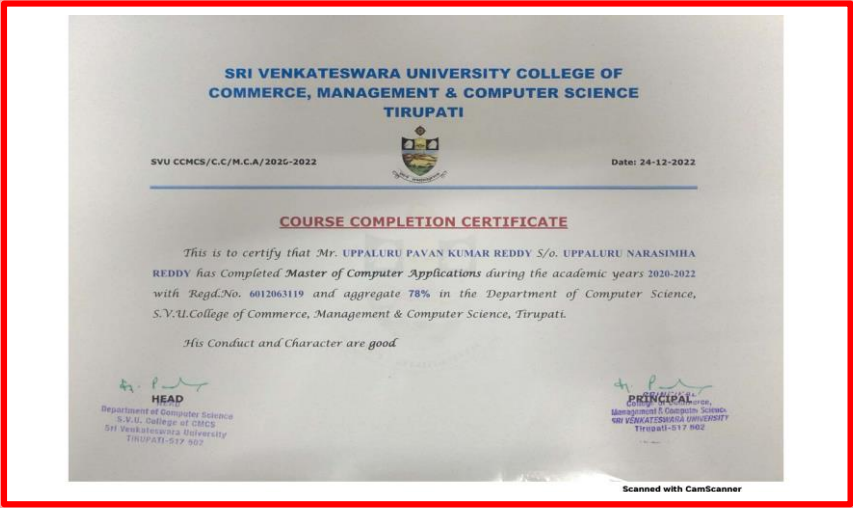 SRI VENKATESWARA UNIVERSITY COLLEGE OF
COMMERCE, MANAGEMENT & COMPUTER SCIENCE
TIRUPATI
SVU CCMCS/C.C/M.C.A/2020-2022
Date: 24-12-2022
COURSE COMPLETION CERTIFICATE
This is to certify that Mr. UPPALURU PAVAN KUMAR REDDY S/o. UPPALURU NARASIMHA
REDDY has Completed Master of Computer Applications during the academic years 2020-2022
with Regd.No. 6012063119 and aggregate 78% in the Department of Computer Science,
S.V.U.College of Commerce, Management & Computer Science, Tirupati.
His Conduct and Character are good
HEAD
HEAD
Department of Computer Science
S.V.U. College of CMCS
Sri Venkateswara University
TIRUPATI-517 502
PRINCIPAL
PRINCIPAL
College of Commerce,
Management & Computer Science
SRI VENKATESWARA UNIVERSITY
Tirupati-517 502
Scanned with CamScanner